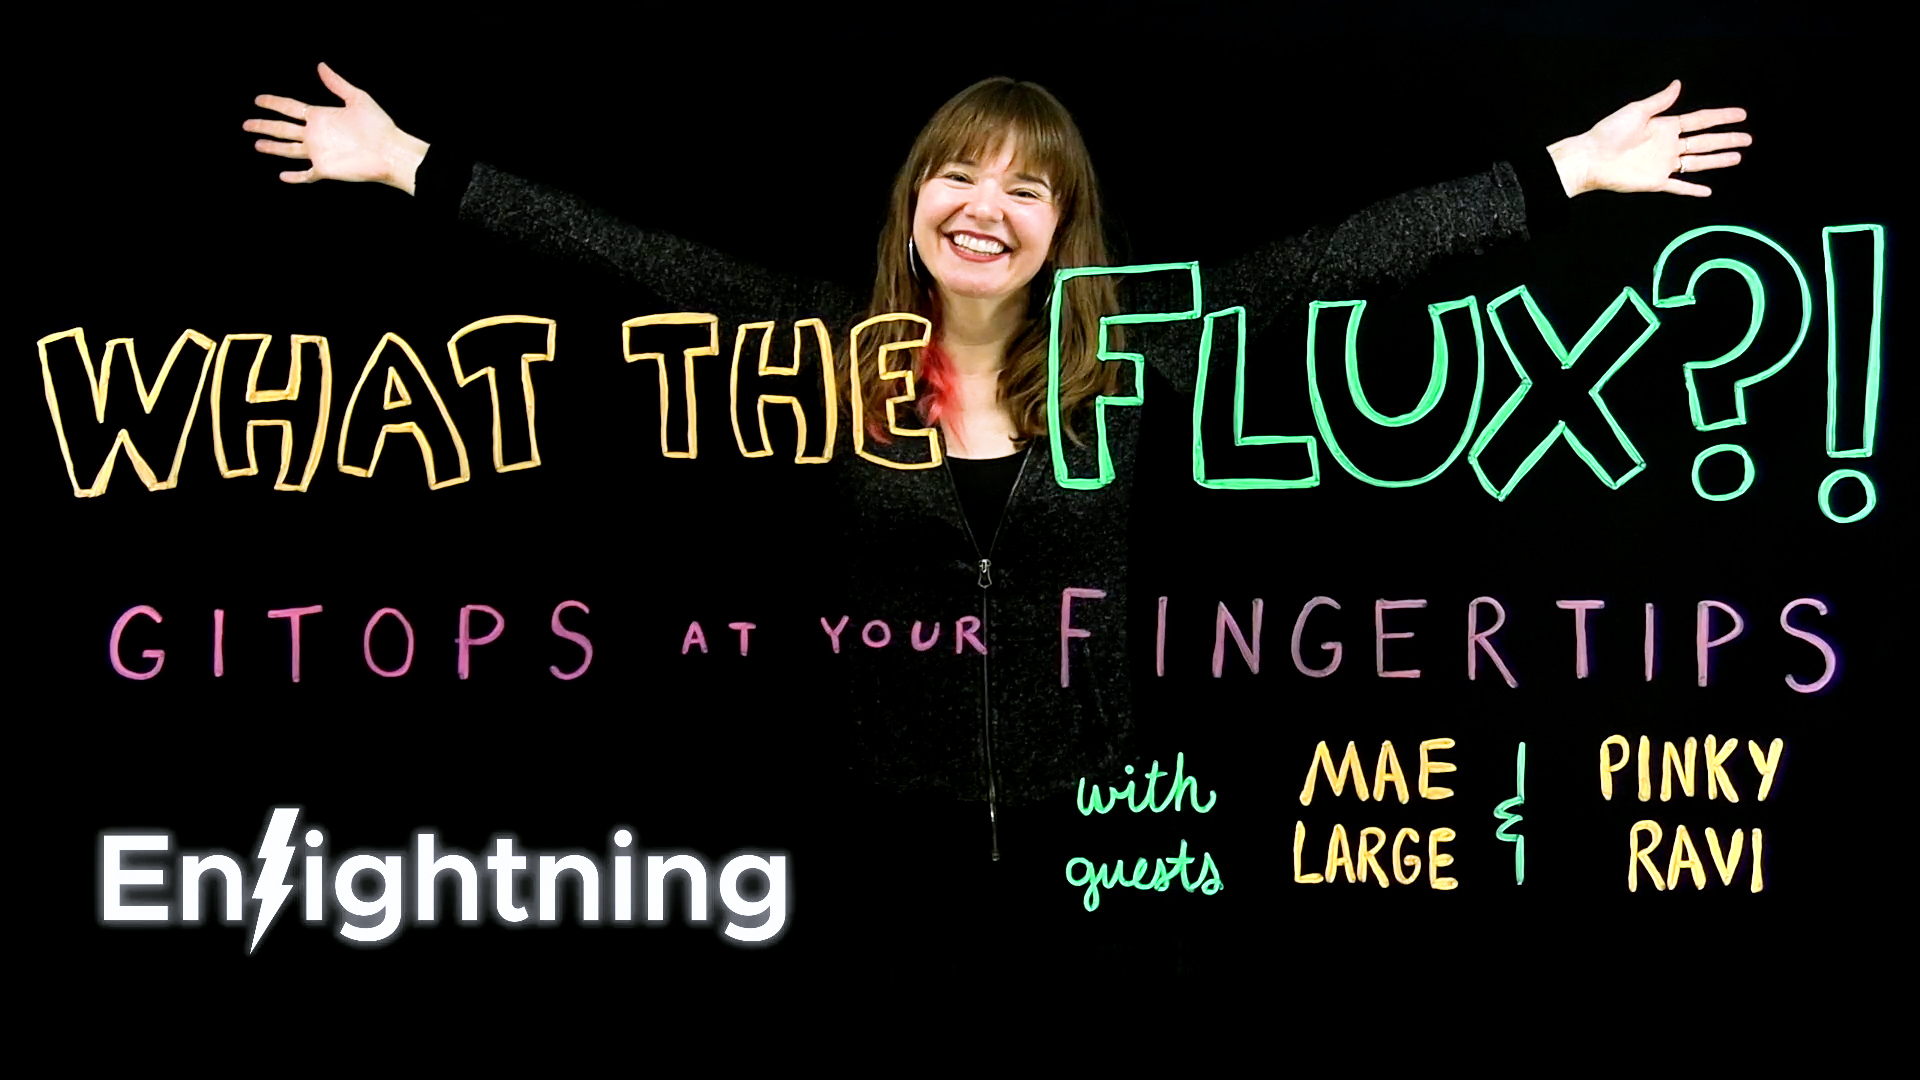 WHAT THE FLUX?!
GITOPS AT YOUR FINGERTIPS
with guests
MAE LARGE
&
PINKY RAVI
Enlightning